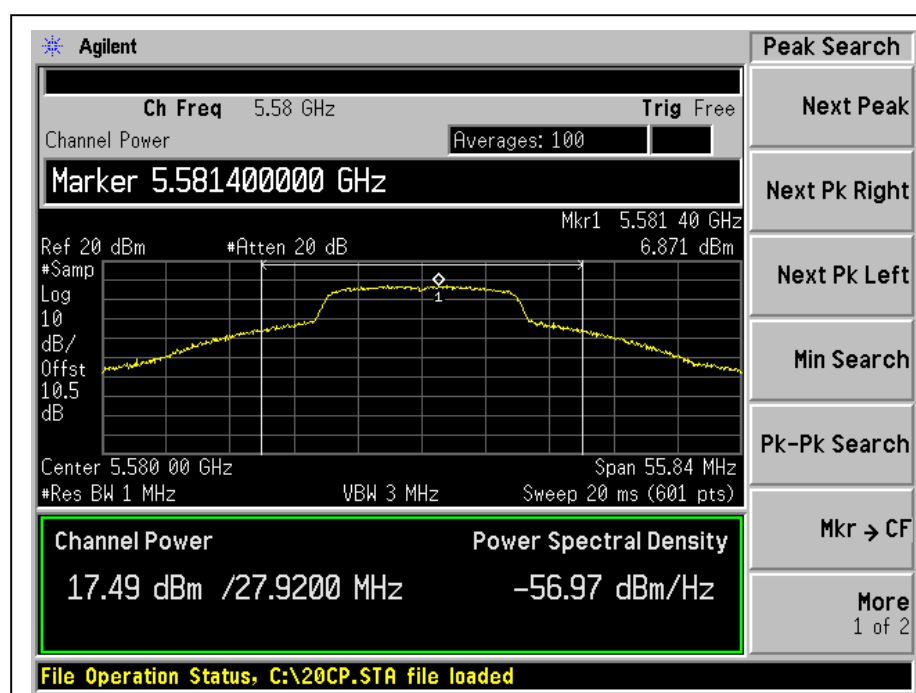 Agilent
Peak Search
Ch Freq 5.58 GHz Trig Free
Channel Power Averages: 100
Marker 5.581400000 GHz
Mkr1 5.581 40 GHz
Ref 20 dBm #Atten 20 dB 6.871 dBm
#Samp
Log
10
dB/
Offst
10.5
dB
1
Center 5.580 00 GHz Span 55.84 MHz
#Res BW 1 MHz VBW 3 MHz Sweep 20 ms (601 pts)
Channel Power Power Spectral Density
17.49 dBm /27.9200 MHz -56.97 dBm/Hz
File Operation Status, C:\20CP.STA file loaded
Next Peak
Next Pk Right
Next Pk Left
Min Search
Pk-Pk Search
Mkr → CF
More
1 of 2